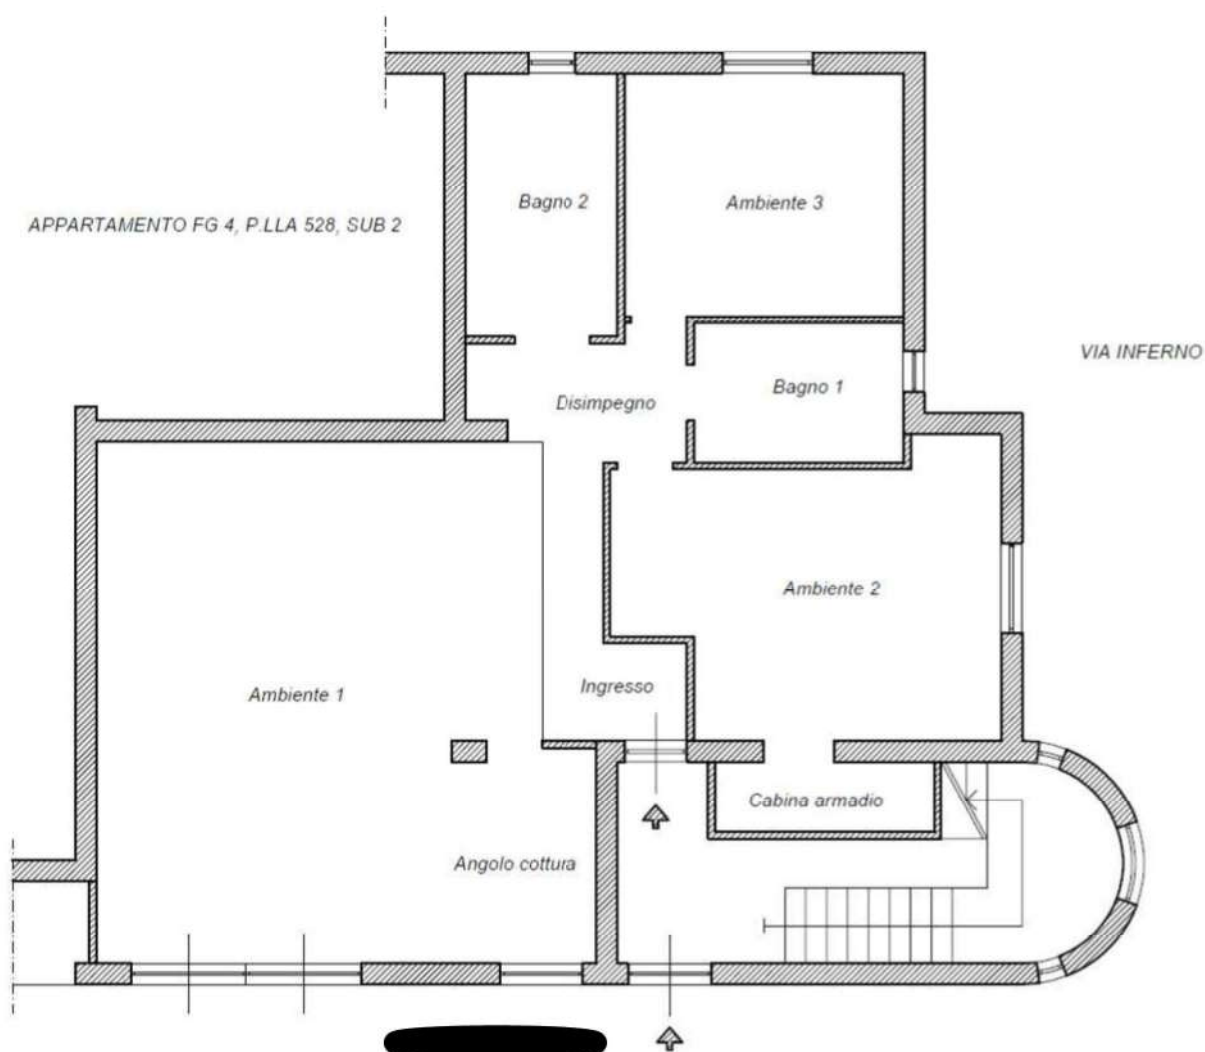 Bagno 2
Ambiente 3
APPARTAMENTO FG 4, P.LLA 528, SUB 2
VIA INFERNO
Bagno 1
Disimpegno
Ambiente 2
Ingresso
Ambiente 1
Cabina armadio
Angolo cottura